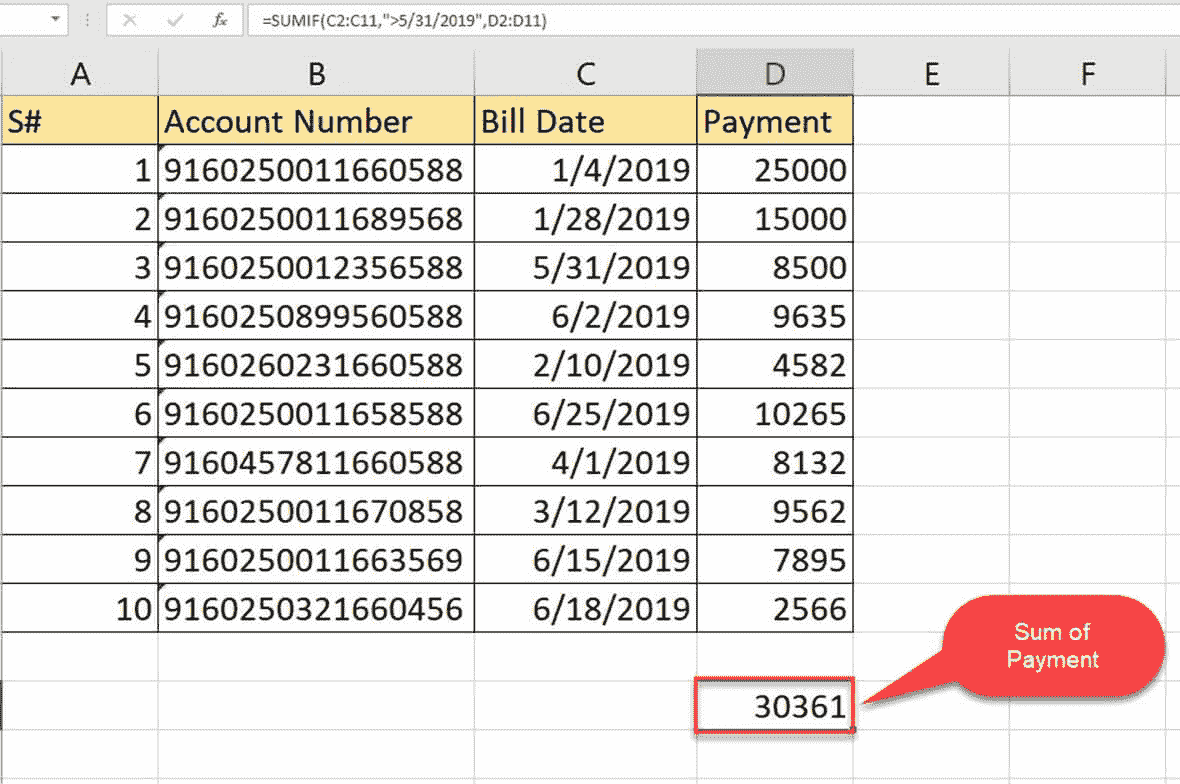 fx =SUMIF(C2:C11,">5/31/2019",D2:D11)
A B C D E F
S# Account Number Bill Date Payment
1 9160250011660588 1/4/2019 25000
2 9160250011689568 1/28/2019 15000
3 9160250012356588 5/31/2019 8500
4 9160250899560588 6/2/2019 9635
5 9160260231660588 2/10/2019 4582
6 9160250011658588 6/25/2019 10265
7 9160457811660588 4/1/2019 8132
8 9160250011670858 3/12/2019 9562
9 9160250011663569 6/15/2019 7895
10 9160250321660456 6/18/2019 2566
Sum of
Payment
30361